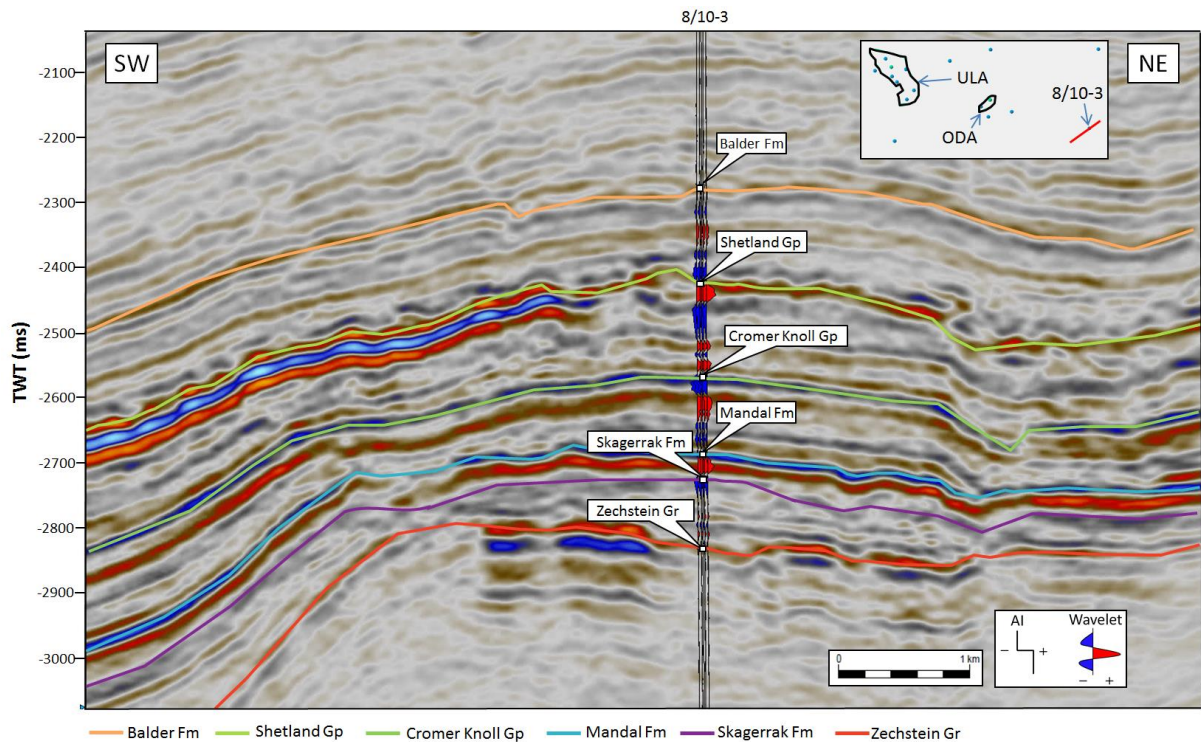 8/10-3
SW
NE
ULA
8/10-3
ODA
-2100
-2200
-2300
-2400
-2500
-2600
-2700
-2800
-2900
-3000
TWT (ms)
Balder Fm
Shetland Gp
Cromer Knoll Gp
Mandal Fm
Skagerrak Fm
Zechstein Gr
0 1 km
AI Wavelet
− + − +
Balder Fm Shetland Gp Cromer Knoll Gp Mandal Fm Skagerrak Fm Zechstein Gr